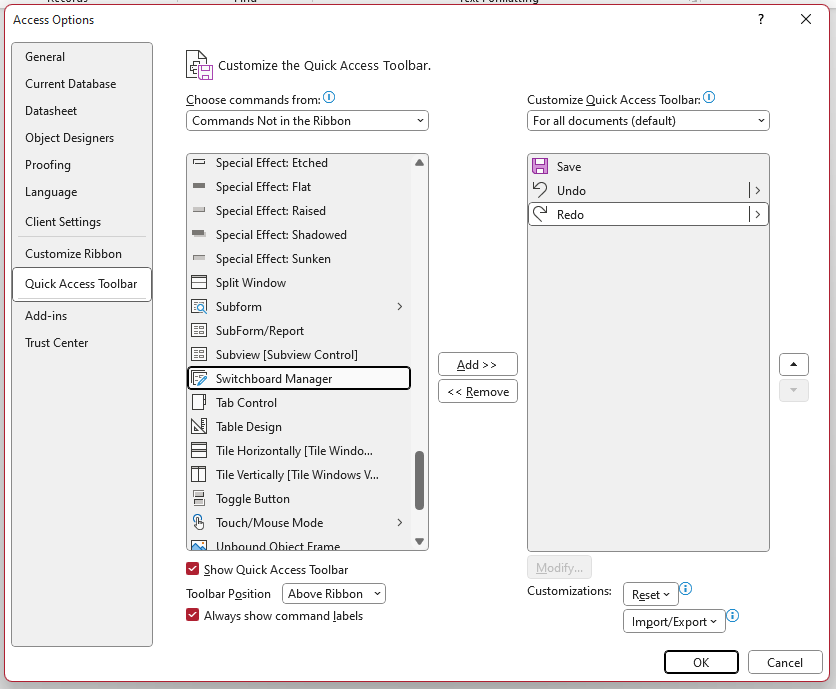 Records
Find
Text Formatting
Access Options
?
General
Current Database
Datasheet
Object Designers
Proofing
Language
Client Settings
Customize Ribbon
Quick Access Toolbar
Add-ins
Trust Center
Customize the Quick Access Toolbar.
Choose commands from:
Commands Not in the Ribbon
Special Effect: Etched
Special Effect: Flat
Special Effect: Raised
Special Effect: Shadowed
Special Effect: Sunken
Split Window
Subform
SubForm/Report
Subview [Subview Control]
Switchboard Manager
Tab Control
Table Design
Tile Horizontally [Tile Windo...
Tile Vertically [Tile Windows V...
Toggle Button
Touch/Mouse Mode
Unbound Object Frame
Show Quick Access Toolbar
Toolbar Position Above Ribbon
Always show command labels
Add >>
<< Remove
Customize Quick Access Toolbar:
For all documents (default)
Save
Undo
Redo
Modify...
Customizations: Reset
Import/Export
OK Cancel